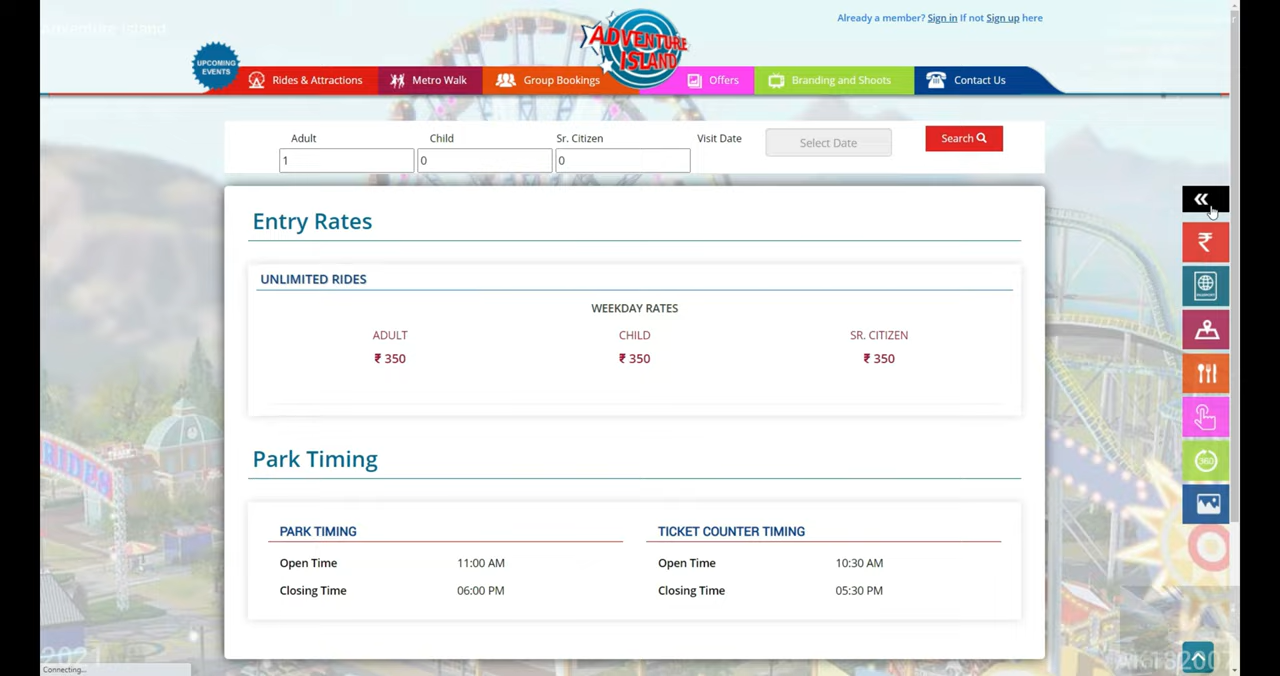 Adventure Island
Already a member? Sign in If not Sign up here
UPCOMING
EVENTS
ADVENTURE
ISLAND
Rides & Attractions
Metro Walk
Group Bookings
Offers
Branding and Shoots
Contact Us
Adult
Child
Sr. Citizen
Visit Date
Select Date
Search
1
0
0
Entry Rates
UNLIMITED RIDES
WEEKDAY RATES
ADULT
CHILD
SR. CITIZEN
₹ 350
₹ 350
₹ 350
«
₹
360
RIDES
Park Timing
PARK TIMING
TICKET COUNTER TIMING
Open Time
11:00 AM
Open Time
10:30 AM
Closing Time
06:00 PM
Closing Time
05:30 PM
Connecting...